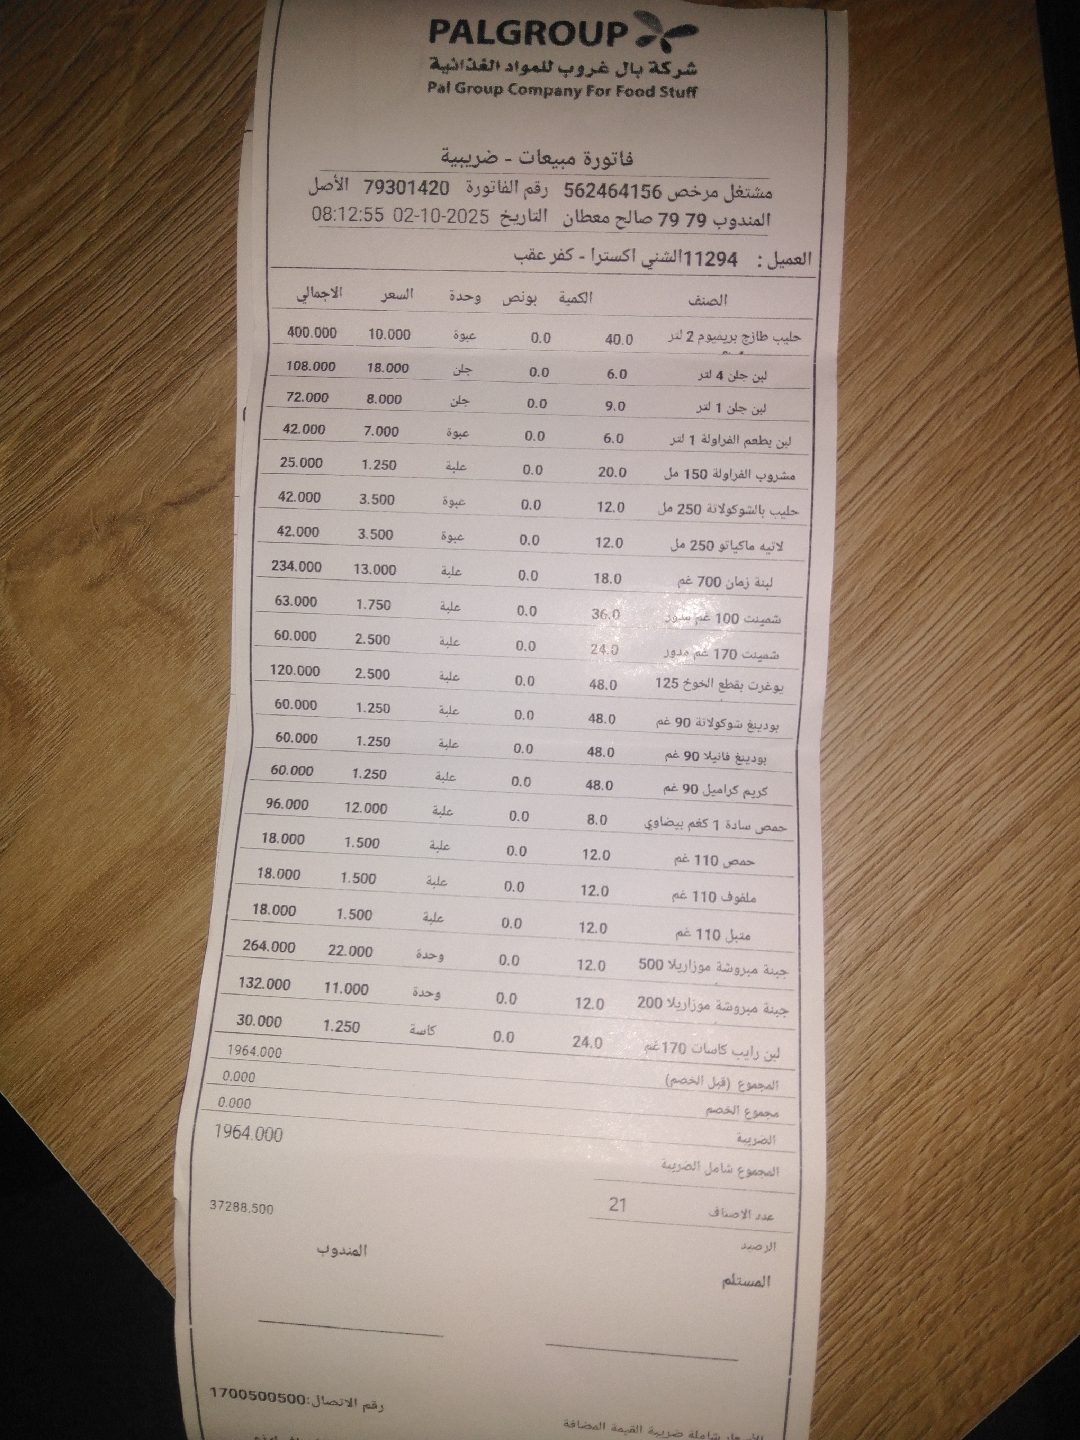 PALGROUP
شركة بال غروب للمواد الغذائية
Pal Group Company For Food Stuff
فاتورة مبيعات - ضريبية
مشتغل مرخص 562464156 رقم الفاتورة 79301420 الأصل
المندوب 79 79 صالح معطان التاريخ 02-10-2025 08:12:55
العميل : 11294الشني اكسترا - كفر عقب
الصنف الكمية بونص وحدة السعر الاجمالي
حليب طازج بريميوم 2 لتر 40.0 0.0 عبوة 10.000 400.000
لبن جلن 4 لتر 6.0 0.0 جلن 18.000 108.000
لبن جلن 1 لتر 9.0 0.0 جلن 8.000 72.000
لبن بطعم الفراولة 1 لتر 6.0 0.0 عبوة 7.000 42.000
مشروب الفراولة 150 مل 20.0 0.0 علبة 1.250 25.000
حليب بالشوكولاتة 250 مل 12.0 0.0 عبوة 3.500 42.000
لاتيه ماكياتو 250 مل 12.0 0.0 عبوة 3.500 42.000
لبنة زمان 700 غم 18.0 0.0 علبة 13.000 234.000
شمينت 100 غم مدور 36.0 0.0 علبة 1.750 63.000
شمينت 170 غم مدور 24.0 0.0 علبة 2.500 60.000
يوغرت بقطع الخوخ 125 48.0 0.0 علبة 2.500 120.000
بودينغ شوكولاتة 90 غم 48.0 0.0 علبة 1.250 60.000
بودينغ فانيلا 90 غم 48.0 0.0 علبة 1.250 60.000
كريم كراميل 90 غم 48.0 0.0 علبة 1.250 60.000
حمص سادة 1 كغم بيضاوي 8.0 0.0 علبة 12.000 96.000
حمص 110 غم 12.0 0.0 علبة 1.500 18.000
ملفوف 110 غم 12.0 0.0 علبة 1.500 18.000
متبل 110 غم 12.0 0.0 علبة 1.500 18.000
جبنة مبروشة موزاريلا 500 12.0 0.0 وحدة 22.000 264.000
جبنة مبروشة موزاريلا 200 12.0 0.0 وحدة 11.000 132.000
لبن رايب كاسات 170غم 24.0 0.0 كاسة 1.250 30.000
المجموع (قبل الخصم) 1964.000
مجموع الخصم 0.000
الضريبة 0.000
المجموع شامل الضريبة 1964.000
عدد الاصناف 21
الرصيد 37288.500
المستلم المندوب
رقم الاتصال:1700500500
الأسعار شاملة ضريبة القيمة المضافة